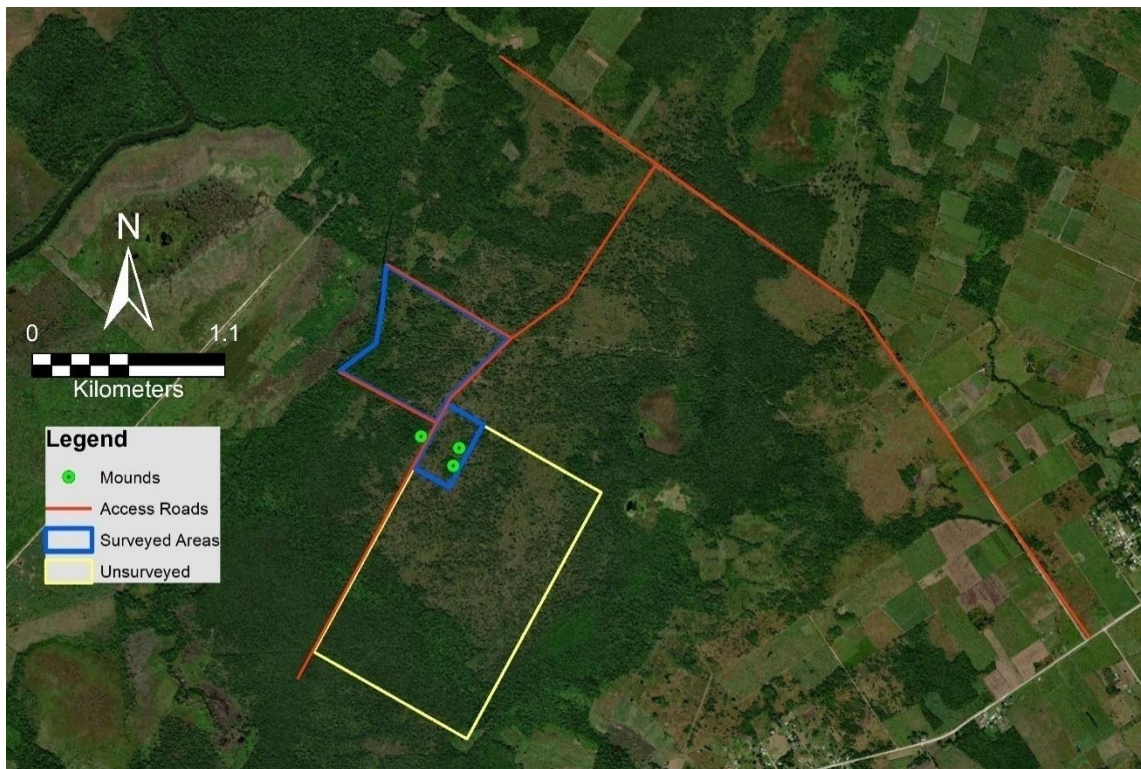 N
0 1.1
Kilometers
Legend
Mounds
Access Roads
Surveyed Areas
Unsurveyed